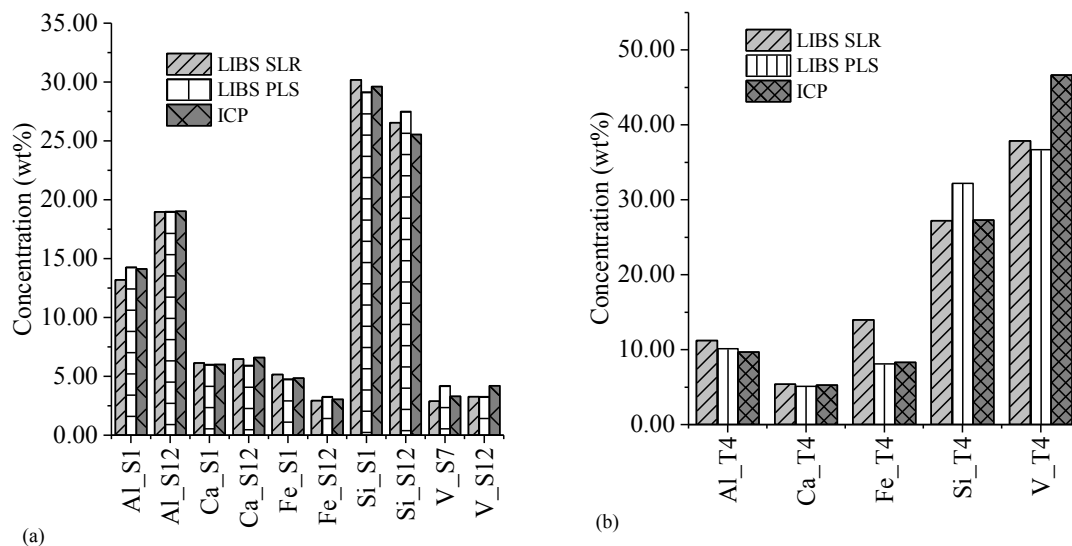 35.00
30.00
25.00
20.00
15.00
10.00
5.00
0.00
Concentration (wt%)
LIBS SLR
LIBS PLS
ICP
Al_S1
Al_S12
Ca_S1
Ca_S12
Fe_S1
Fe_S12
Si_S1
Si_S12
V_S7
V_S12
(a)
50.00
40.00
30.00
20.00
10.00
0.00
Concentration (wt%)
LIBS SLR
LIBS PLS
ICP
Al_T4
Ca_T4
Fe_T4
Si_T4
V_T4
(b)